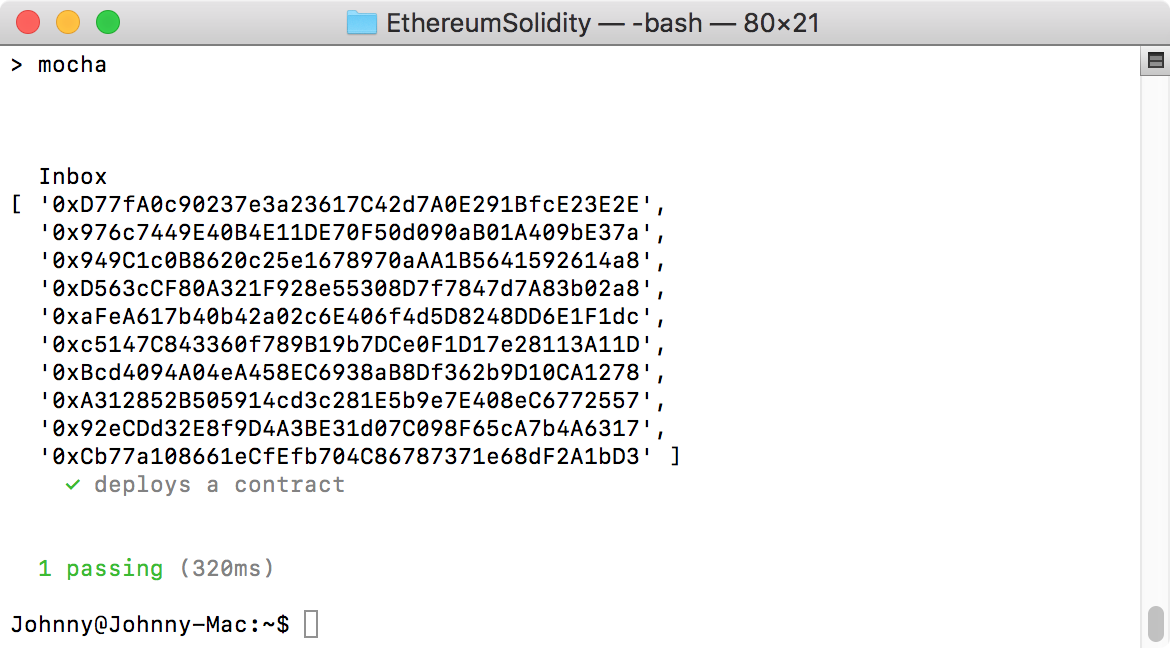 EthereumSolidity — -bash — 80×21
> mocha
Inbox
[ '0xD77fA0c90237e3a23617C42d7A0E291BfcE23E2E',
'0x976c7449E40B4E11DE70F50d090aB01A409bE37a',
'0x949C1c0B8620c25e1678970aAA1B5641592614a8',
'0xD563cCF80A321F928e55308D7f7847d7A83b02a8',
'0xaFeA617b40b42a02c6E406f4d5D8248DD6E1F1dc',
'0xc5147C843360f789B19b7DCe0F1D17e28113A11D',
'0xBcd4094A04eA458EC6938aB8Df362b9D10CA1278',
'0xA312852B505914cd3c281E5b9e7E408eC6772557',
'0x92eCDd32E8f9D4A3BE31d07C098F65cA7b4A6317',
'0xCb77a108661eCfEfb704C86787371e68dF2A1bD3' ]
✓ deploys a contract
1 passing (320ms)
Johnny@Johnny-Mac:~$